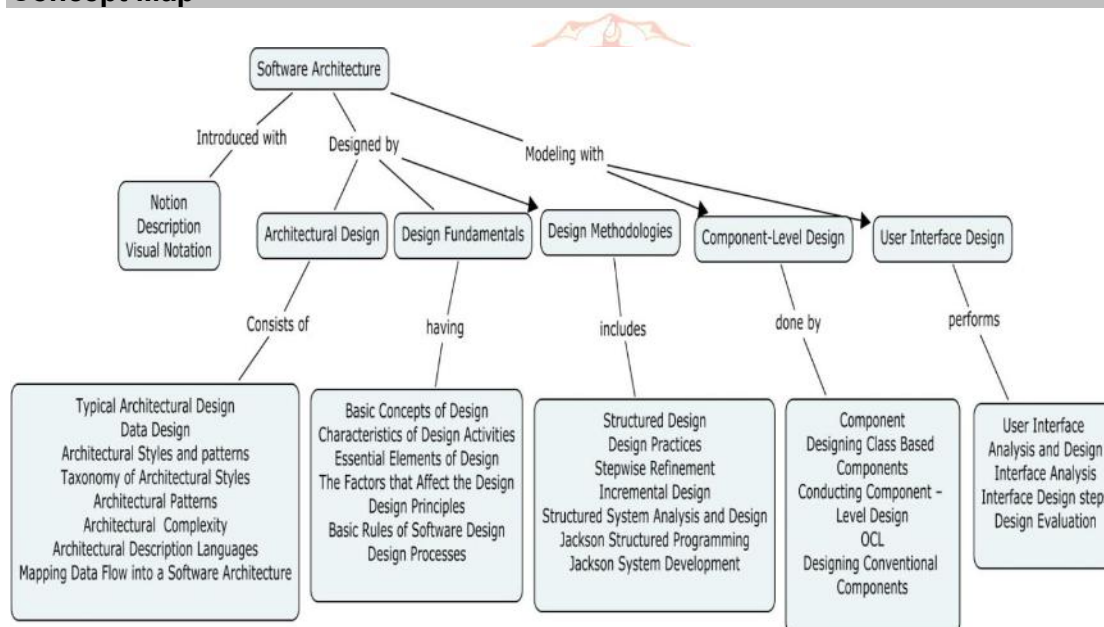 Concept Map
Software Architecture
Introduced with
Designed by
Modeling with
Notion
Description
Visual Notation
Architectural Design
Design Fundamentals
Design Methodologies
Component-Level Design
User Interface Design
Consists of
having
includes
done by
performs
Typical Architectural Design
Data Design
Architectural Styles and patterns
Taxonomy of Architectural Styles
Architectural Patterns
Architectural Complexity
Architectural Description Languages
Mapping Data Flow into a Software Architecture
Basic Concepts of Design
Characteristics of Design Activities
Essential Elements of Design
The Factors that Affect the Design
Design Principles
Basic Rules of Software Design
Design Processes
Structured Design
Design Practices
Stepwise Refinement
Incremental Design
Structured System Analysis and Design
Jackson Structured Programming
Jackson System Development
Component
Designing Class Based
Components
Conducting Component –
Level Design
OCL
Designing Conventional
Components
User Interface
Analysis and Design
Interface Analysis
Interface Design step
Design Evaluation